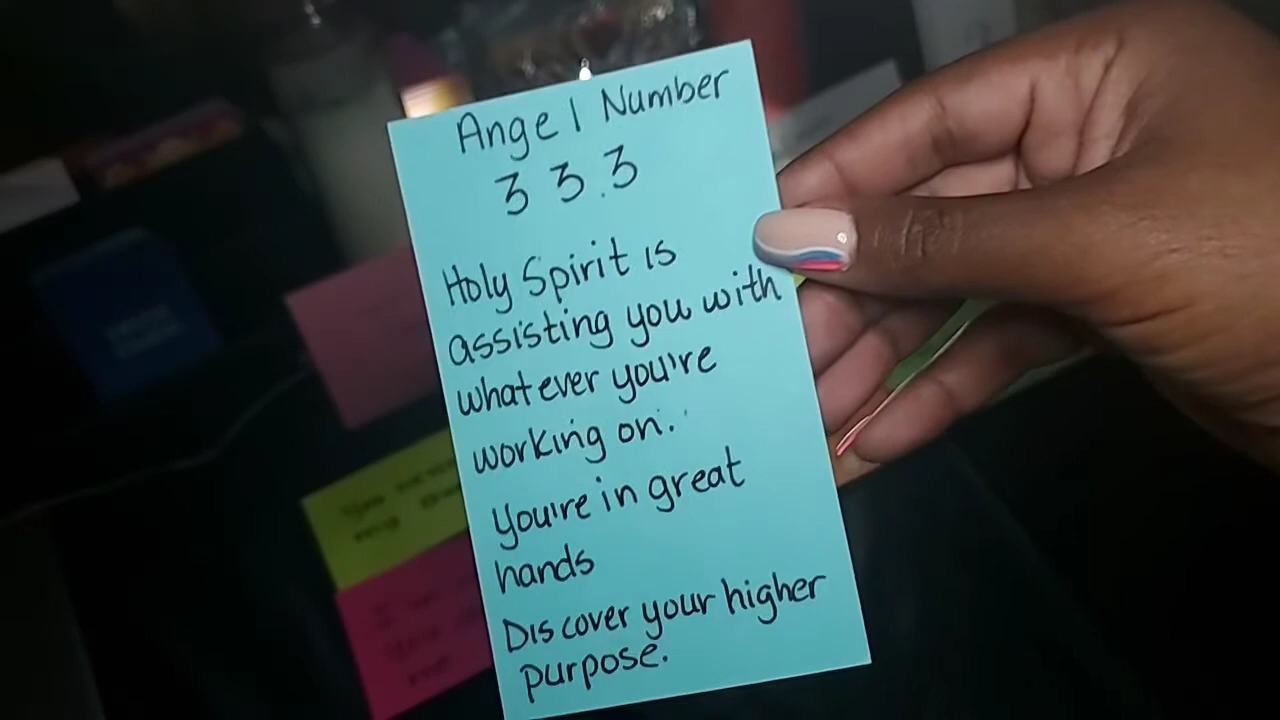 Angel Number
333
Holy Spirit is
assisting you with
whatever you're
working on.
You're in great
hands
Discover your higher
purpose.